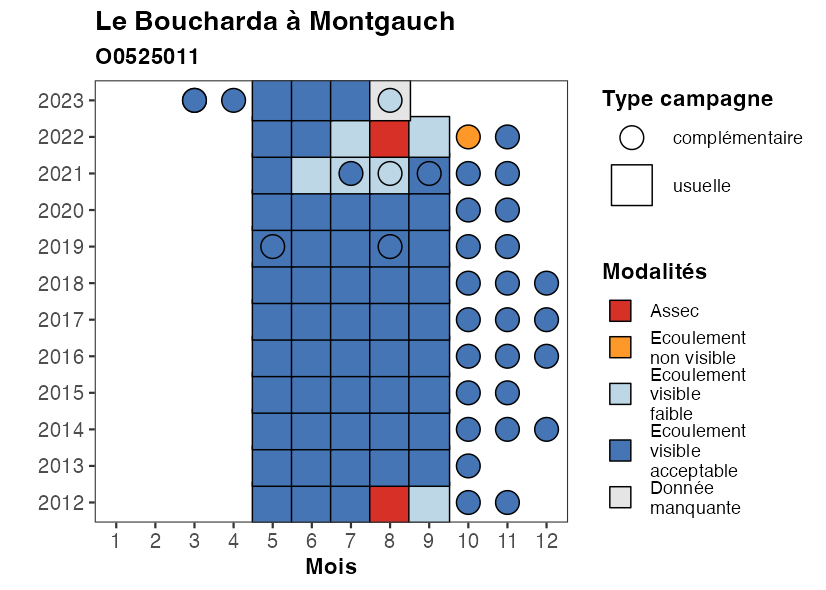 Le Boucharda à Montgauch
O0525011
2023
2022
2021
2020
2019
2018
2017
2016
2015
2014
2013
2012
1 2 3 4 5 6 7 8 9 10 11 12
Mois
Type campagne
complémentaire
usuelle
Modalités
Assec
Ecoulement
non visible
Ecoulement
visible
faible
Ecoulement
visible
acceptable
Donnée
manquante